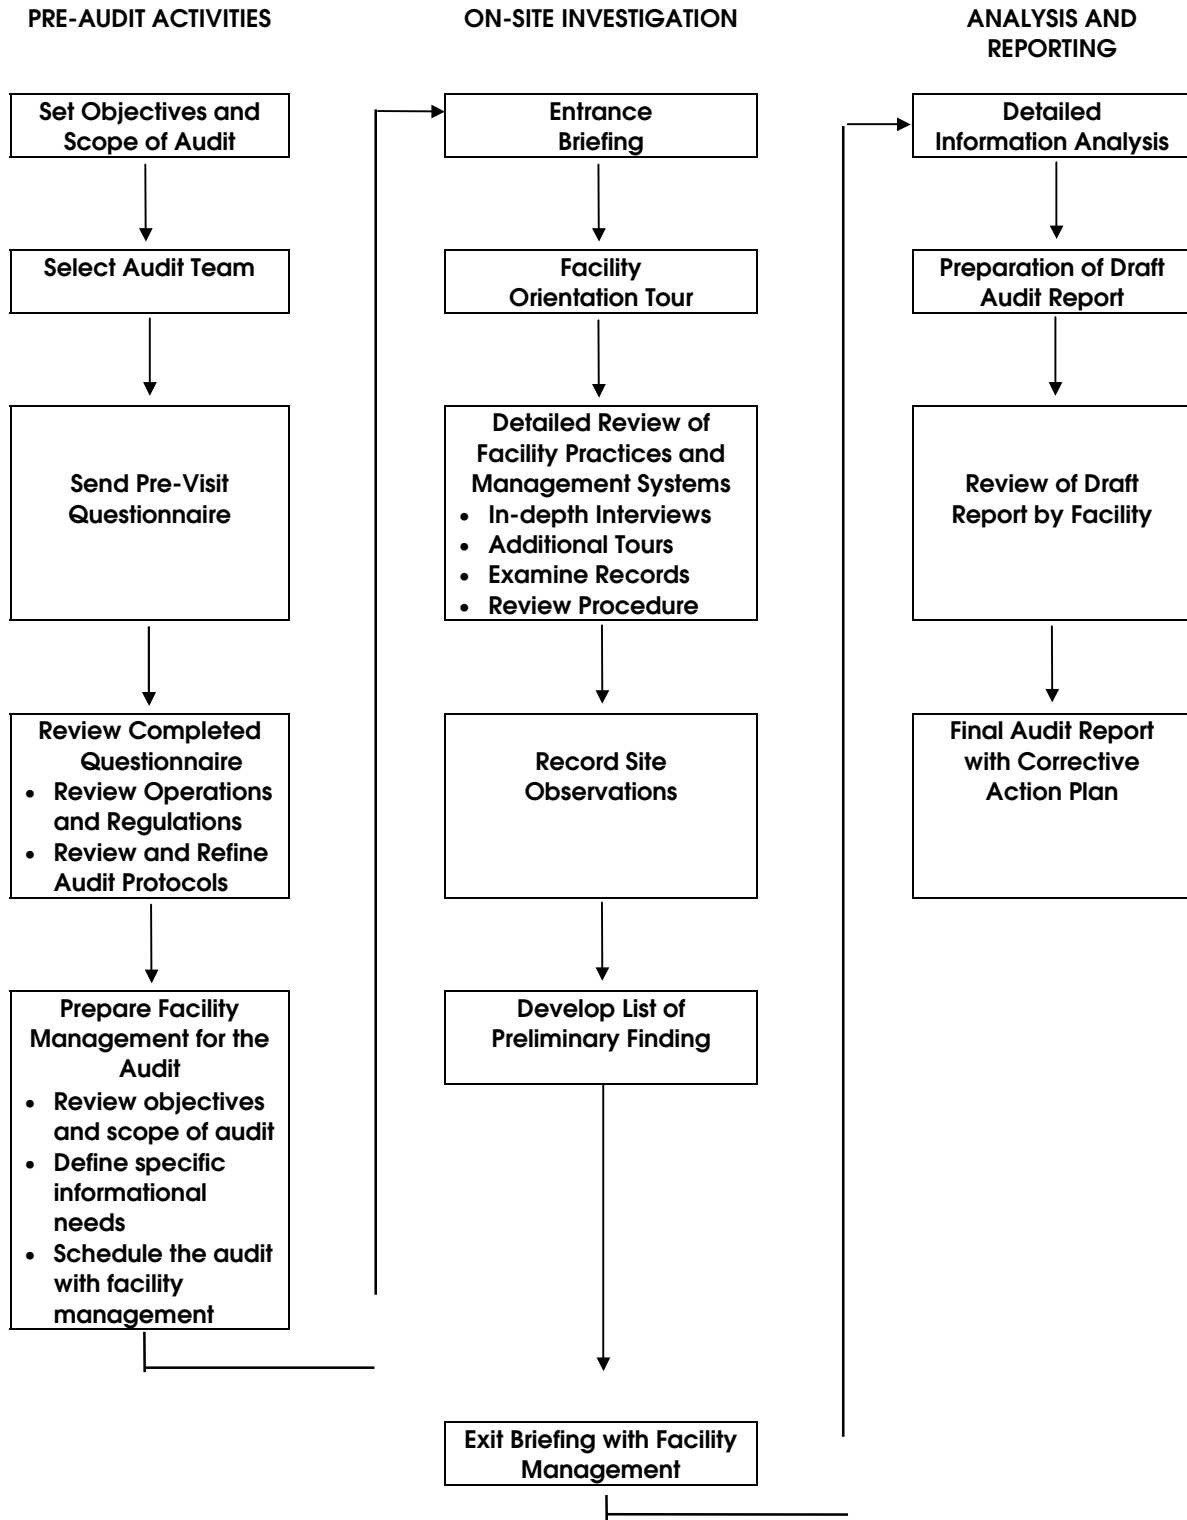 PRE-AUDIT ACTIVITIES
Set Objectives and
Scope of Audit
Select Audit Team
Send Pre-Visit
Questionnaire
Review Completed
Questionnaire
• Review Operations
and Regulations
• Review and Refine
Audit Protocols
Prepare Facility
Management for the
Audit
• Review objectives
and scope of audit
• Define specific
informational
needs
• Schedule the audit
with facility
management
ON-SITE INVESTIGATION
Entrance
Briefing
Facility
Orientation Tour
Detailed Review of
Facility Practices and
Management Systems
• In-depth Interviews
• Additional Tours
• Examine Records
• Review Procedure
Record Site
Observations
Develop List of
Preliminary Finding
Exit Briefing with Facility
Management
ANALYSIS AND
REPORTING
Detailed
Information Analysis
Preparation of Draft
Audit Report
Review of Draft
Report by Facility
Final Audit Report
with Corrective
Action Plan